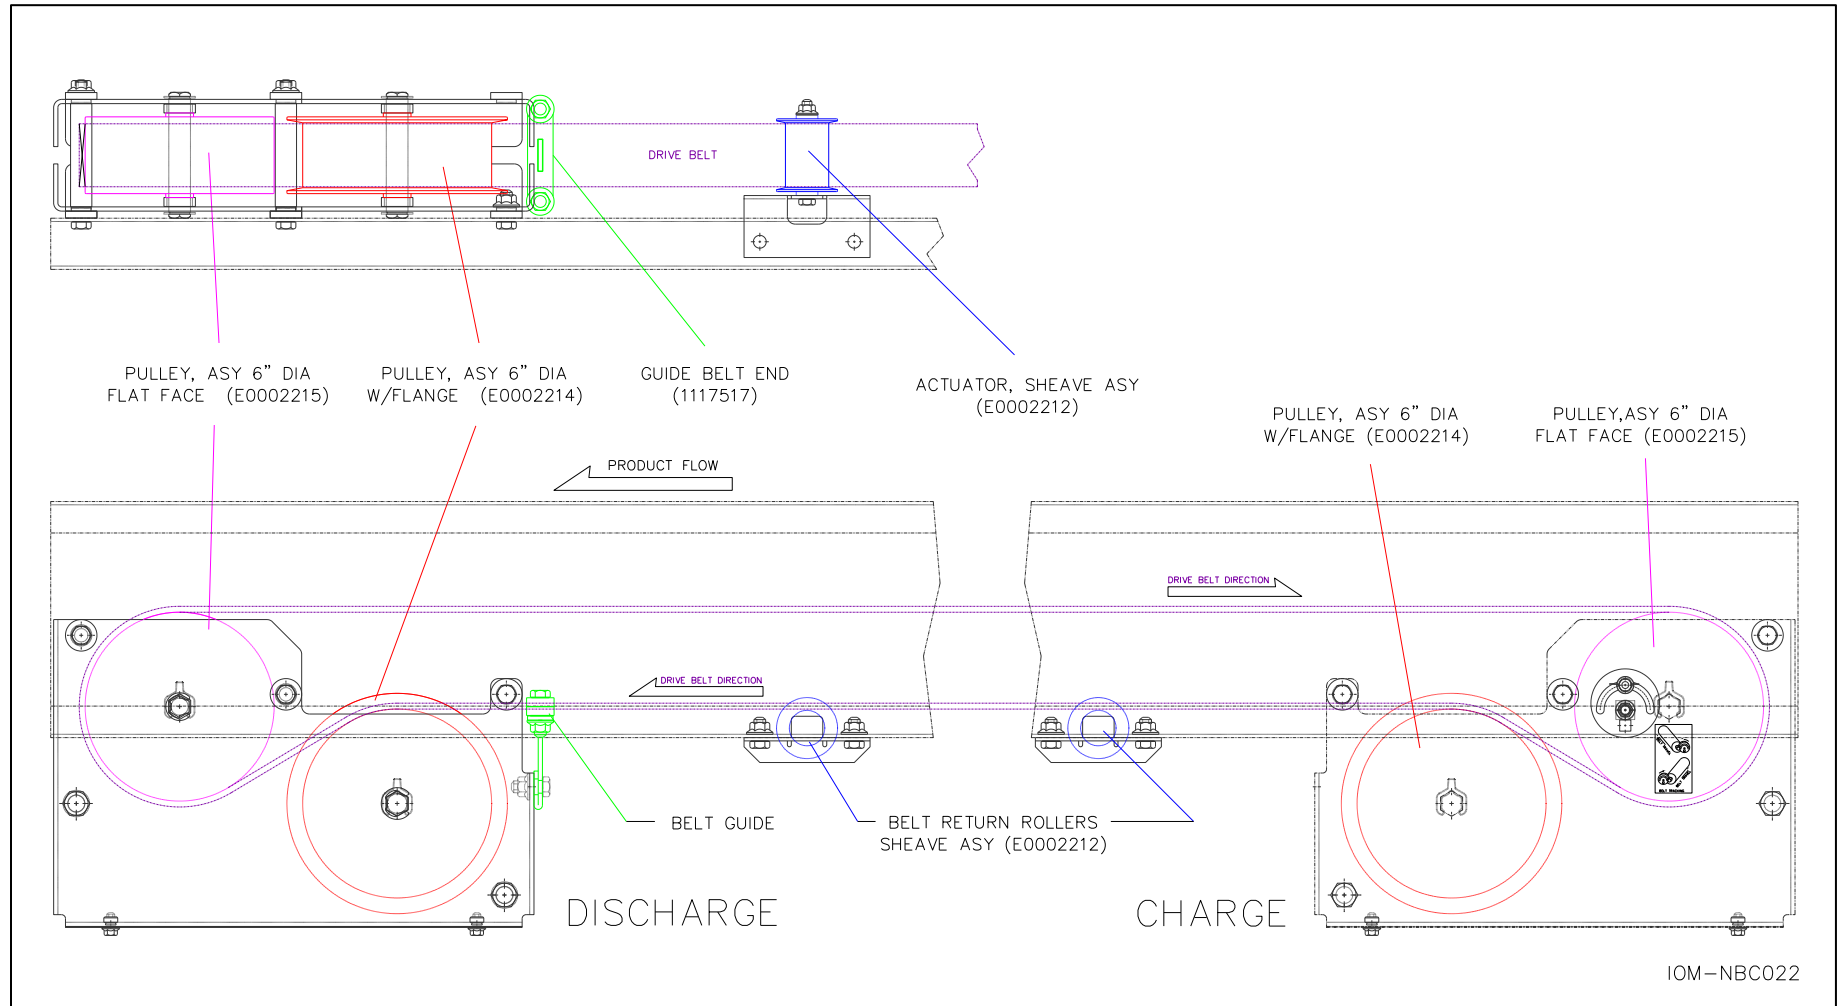 DRIVE BELT
PULLEY, ASY 6" DIA
FLAT FACE (E0002215)
PULLEY, ASY 6" DIA
W/FLANGE (E0002214)
GUIDE BELT END
(1117517)
ACTUATOR, SHEAVE ASY
(E0002212)
PULLEY, ASY 6" DIA
W/FLANGE (E0002214)
PULLEY,ASY 6" DIA
FLAT FACE (E0002215)
PRODUCT FLOW
DRIVE BELT DIRECTION
DRIVE BELT DIRECTION
BELT GUIDE
BELT RETURN ROLLERS
SHEAVE ASY (E0002212)
BELT TRACKING
DISCHARGE
CHARGE
IOM-NBC022